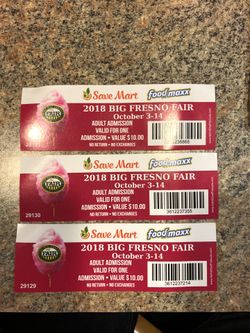 Save Mart food maxx
2018 BIG FRESNO FAIR
October 3-14
ADULT ADMISSION
VALID FOR ONE
ADMISSION • VALUE $10.00
NO RETURN • NO EXCHANGES
Save Mart food maxx
2018 BIG FRESNO FAIR
October 3-14
ADULT ADMISSION
VALID FOR ONE
ADMISSION • VALUE $10.00
NO RETURN • NO EXCHANGES
29130
3612237355
Save Mart food maxx
2018 BIG FRESNO FAIR
October 3-14
ADULT ADMISSION
VALID FOR ONE
ADMISSION • VALUE $10.00
NO RETURN • NO EXCHANGES
29129
3612237214